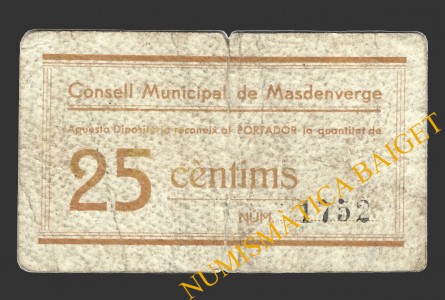 Consell Municipal de Masdenverge
Aquesta Dipositaria reconeix al PORTADOR la quantitat de
25 cèntims
NÚM. 1752
NUMISMATICA BAIGET